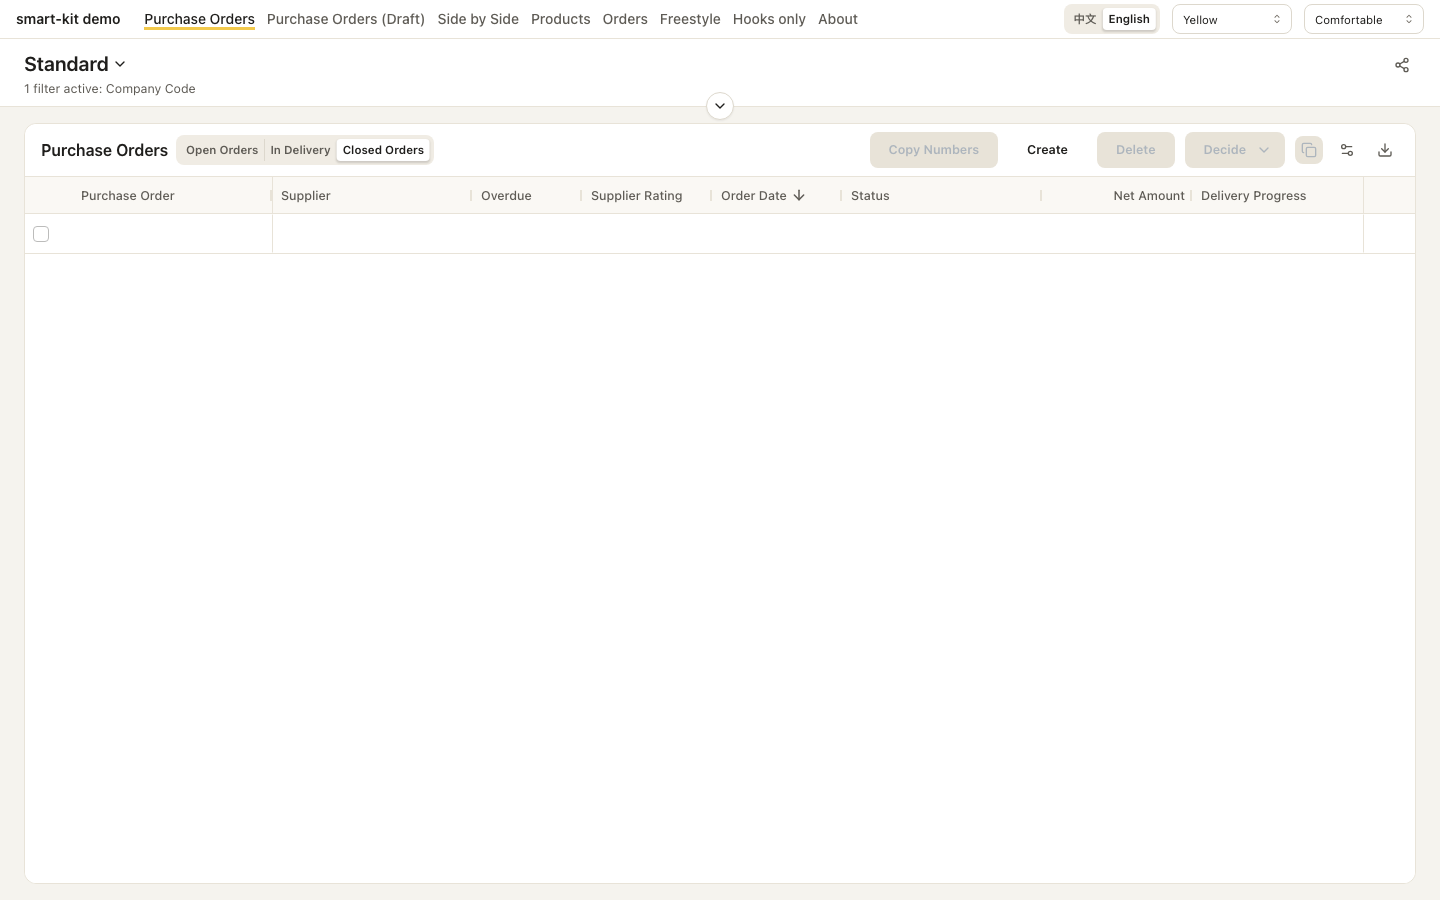 smart-kit demo Purchase Orders Purchase Orders (Draft) Side by Side Products Orders Freestyle Hooks only About 中文 English Yellow Comfortable
Standard
1 filter active: Company Code
Purchase Orders Open Orders In Delivery Closed Orders Copy Numbers Create Delete Decide
Purchase Order Supplier Overdue Supplier Rating Order Date Status Net Amount Delivery Progress